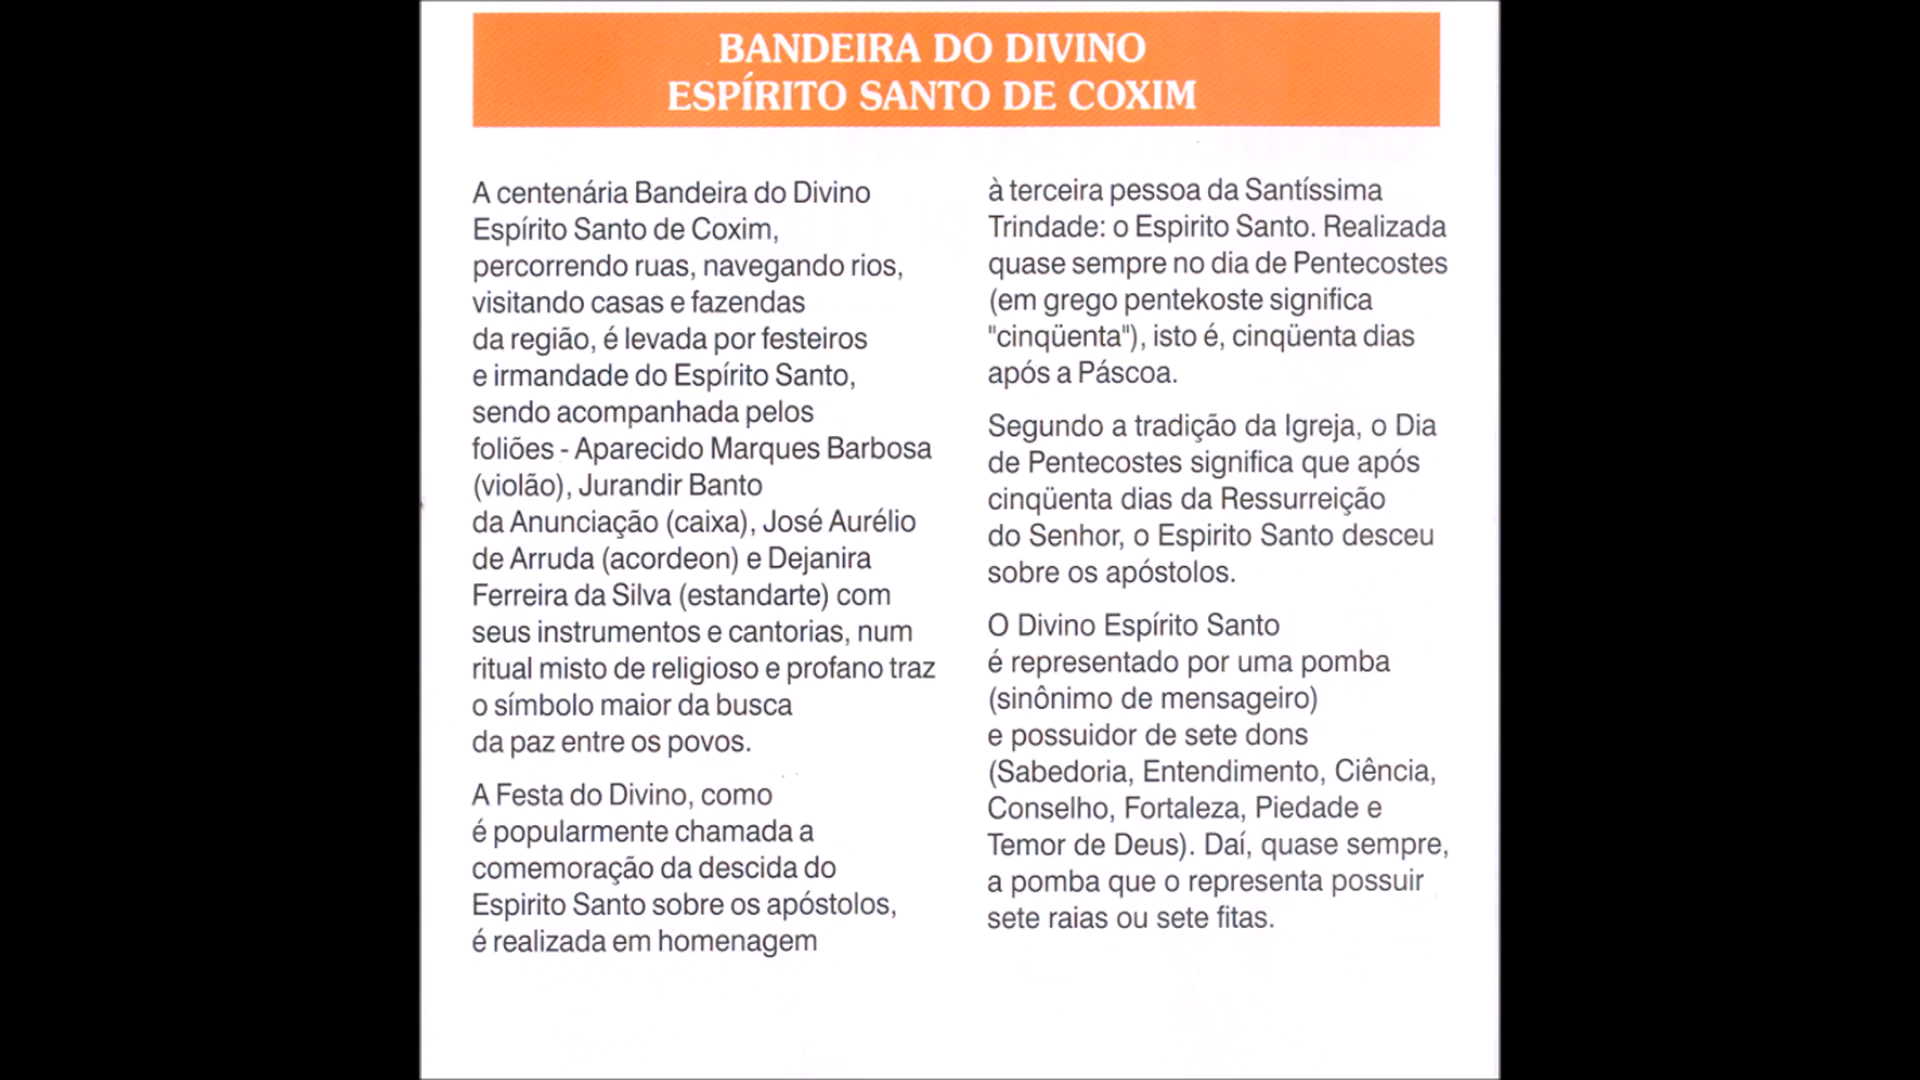 BANDEIRA DO DIVINO
ESPÍRITO SANTO DE COXIM
A centenária Bandeira do Divino
Espírito Santo de Coxim,
percorrendo ruas, navegando rios,
visitando casas e fazendas
da região, é levada por festeiros
e irmandade do Espírito Santo,
sendo acompanhada pelos
foliões - Aparecido Marques Barbosa
(violão), Jurandir Banto
da Anunciação (caixa), José Aurélio
de Arruda (acordeon) e Dejanira
Ferreira da Silva (estandarte) com
seus instrumentos e cantorias, num
ritual misto de religioso e profano traz
o símbolo maior da busca
da paz entre os povos.
A Festa do Divino, como
é popularmente chamada a
comemoração da descida do
Espirito Santo sobre os apóstolos,
é realizada em homenagem
à terceira pessoa da Santíssima
Trindade: o Espirito Santo. Realizada
quase sempre no dia de Pentecostes
(em grego pentekoste significa
"cinqüenta"), isto é, cinqüenta dias
após a Páscoa.
Segundo a tradição da Igreja, o Dia
de Pentecostes significa que após
cinqüenta dias da Ressurreição
do Senhor, o Espirito Santo desceu
sobre os apóstolos.
O Divino Espírito Santo
é representado por uma pomba
(sinônimo de mensageiro)
e possuidor de sete dons
(Sabedoria, Entendimento, Ciência,
Conselho, Fortaleza, Piedade e
Temor de Deus). Daí, quase sempre,
a pomba que o representa possuir
sete raias ou sete fitas.